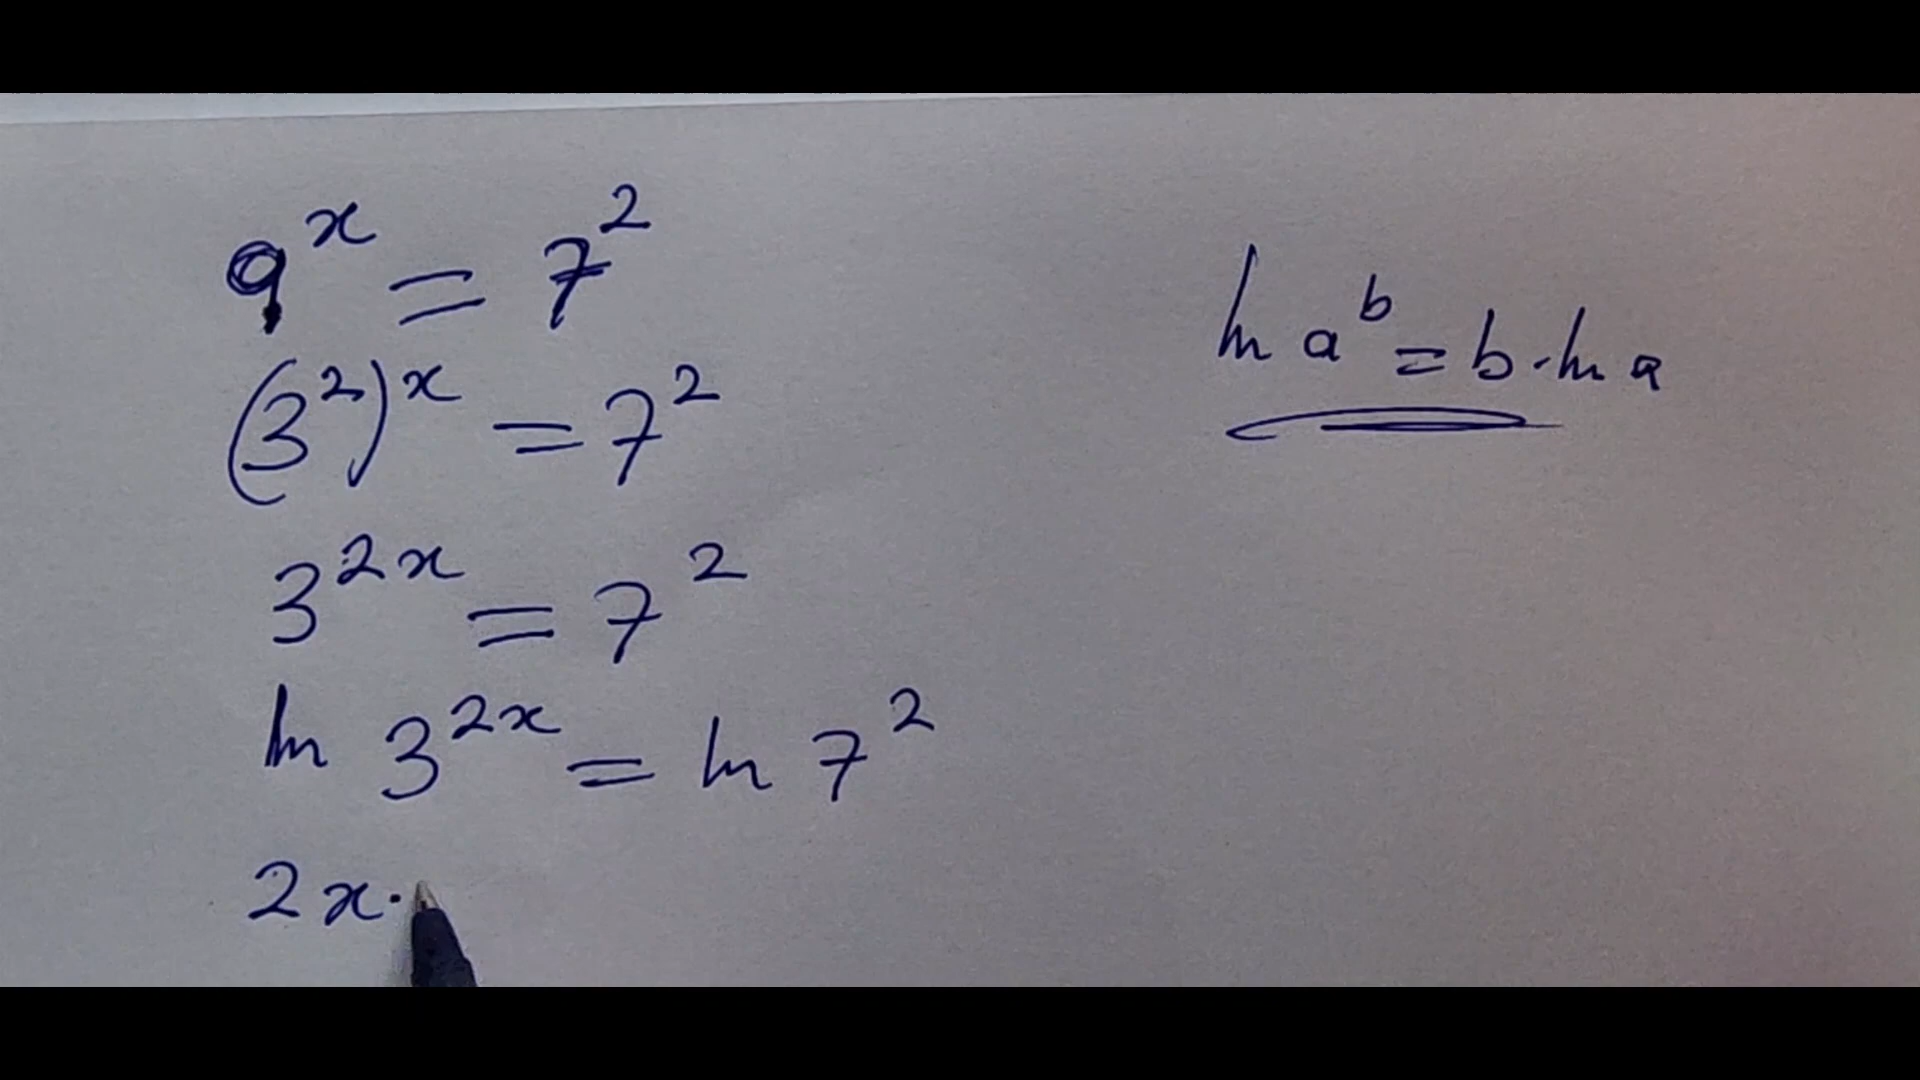 9^x = 7^2
(3^2)^x = 7^2
3^2x = 7^2
ln 3^2x = ln 7^2
2x·
ln a^b = b·ln a